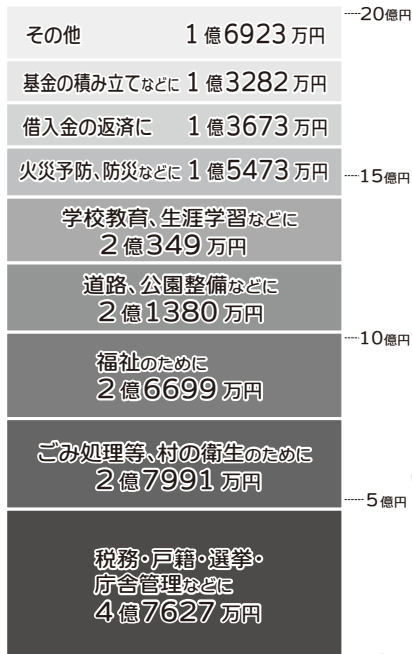 その他 1億6923万円
20億円
基金の積み立てなどに 1億3282万円
借入金の返済に 1億3673万円
火災予防、防災などに 1億5473万円
15億円
学校教育、生涯学習などに
2億349万円
道路、公園整備などに
2億1380万円
10億円
福祉のために
2億6699万円
ごみ処理等、村の衛生のために
2億7991万円
5億円
税務・戸籍・選挙・
庁舎管理などに
4億7627万円